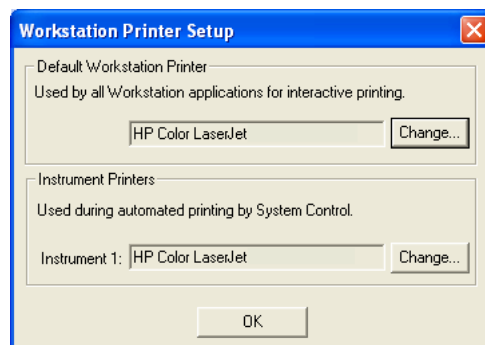 Workstation Printer Setup
Default Workstation Printer
Used by all Workstation applications for interactive printing.
HP Color LaserJet Change...
Instrument Printers
Used during automated printing by System Control.
Instrument 1: HP Color LaserJet Change...
OK